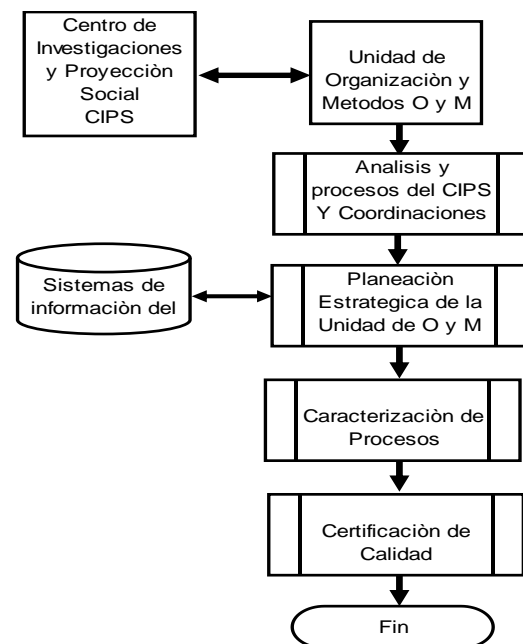 Centro de
Investigaciones
y Proyecciòn
Social
CIPS
Unidad de
Organizaciòn y
Metodos O y M
Analisis y
procesos del CIPS
Y Coordinaciones
Sistemas de
informaciòn del
Planeaciòn
Estrategica de la
Unidad de O y M
Caracterizaciòn de
Procesos
Certificaciòn de
Calidad
Fin